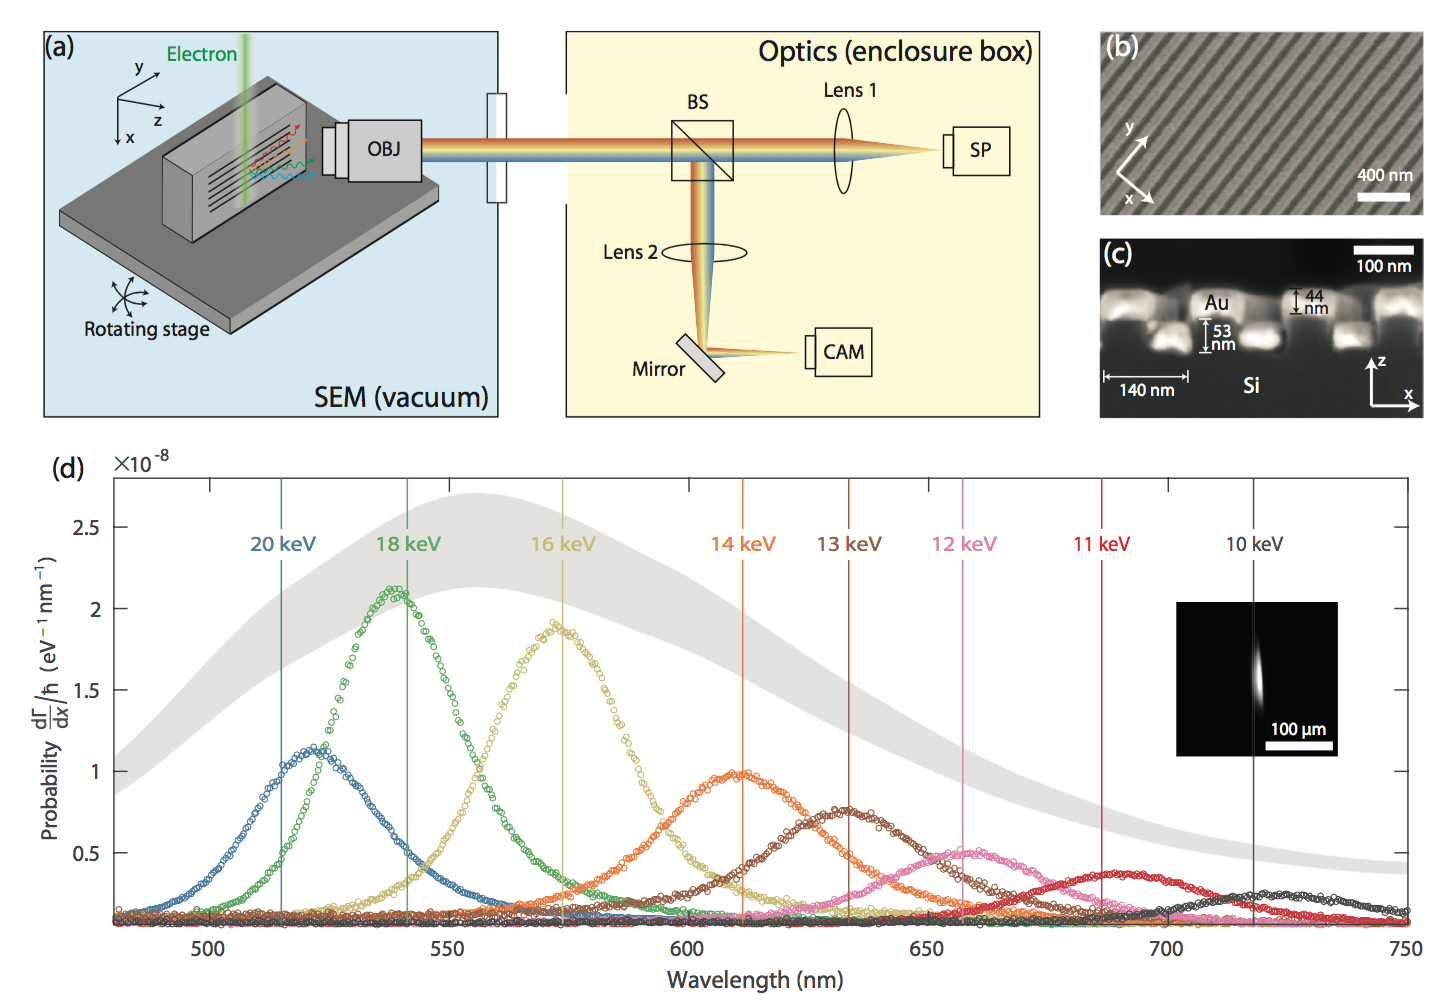 (a)
Electron
y
z
x
OBJ
Rotating stage
SEM (vacuum)
Optics (enclosure box)
BS
Lens 1
SP
Lens 2
Mirror
CAM
(b)
y
x
400 nm
(c)
100 nm
Au
44
nm
53
nm
140 nm
Si
z
x
(d)
×10⁻⁸
2.5
2
1.5
1
0.5
Probability dΓ/dx/ħ (eV⁻¹ nm⁻¹)
20 keV
18 keV
16 keV
14 keV
13 keV
12 keV
11 keV
10 keV
100 µm
500
550
600
650
700
750
Wavelength (nm)